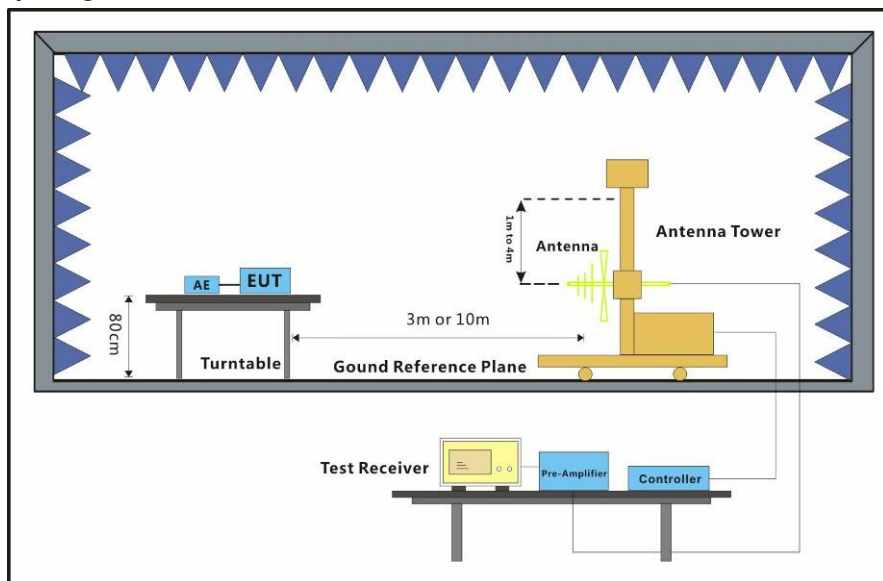 1m to 4m
Antenna
Antenna Tower
AE
EUT
80cm
3m or 10m
Turntable
Gound Reference Plane
Test Receiver
Pre-Amplifier
Controller